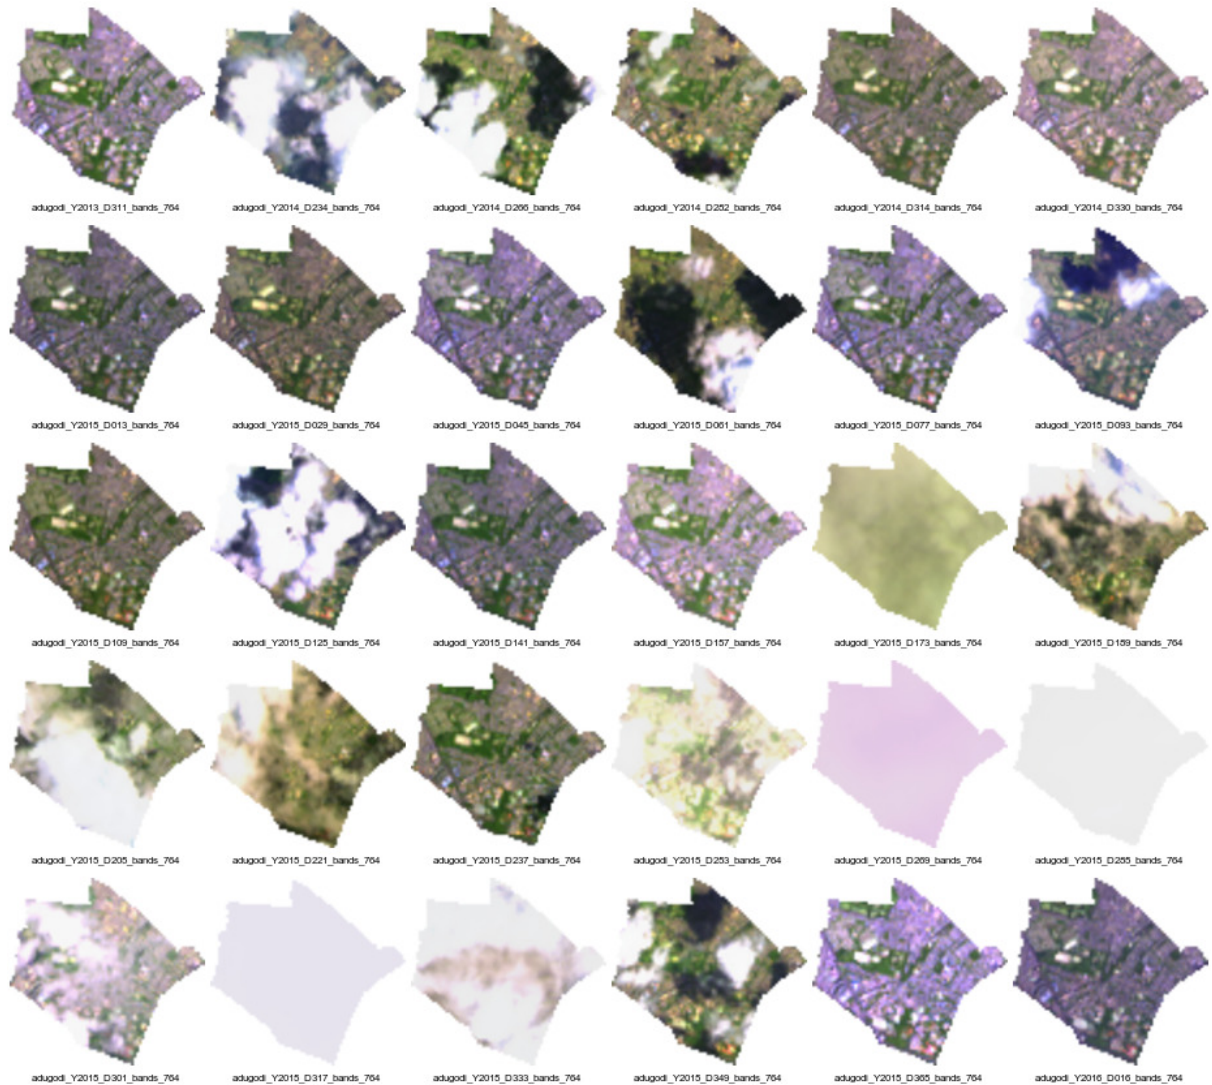 adugodi_Y2013_D311_bands_764 adugodi_Y2014_D234_bands_764 adugodi_Y2014_D266_bands_764 adugodi_Y2014_D282_bands_764 adugodi_Y2014_D314_bands_764 adugodi_Y2014_D330_bands_764
adugodi_Y2015_D013_bands_764 adugodi_Y2015_D029_bands_764 adugodi_Y2015_D045_bands_764 adugodi_Y2015_D061_bands_764 adugodi_Y2015_D077_bands_764 adugodi_Y2015_D093_bands_764
adugodi_Y2015_D109_bands_764 adugodi_Y2015_D125_bands_764 adugodi_Y2015_D141_bands_764 adugodi_Y2015_D157_bands_764 adugodi_Y2015_D173_bands_764 adugodi_Y2015_D189_bands_764
adugodi_Y2015_D205_bands_764 adugodi_Y2015_D221_bands_764 adugodi_Y2015_D237_bands_764 adugodi_Y2015_D253_bands_764 adugodi_Y2015_D269_bands_764 adugodi_Y2015_D285_bands_764
adugodi_Y2015_D301_bands_764 adugodi_Y2015_D317_bands_764 adugodi_Y2015_D333_bands_764 adugodi_Y2015_D349_bands_764 adugodi_Y2015_D365_bands_764 adugodi_Y2016_D016_bands_764